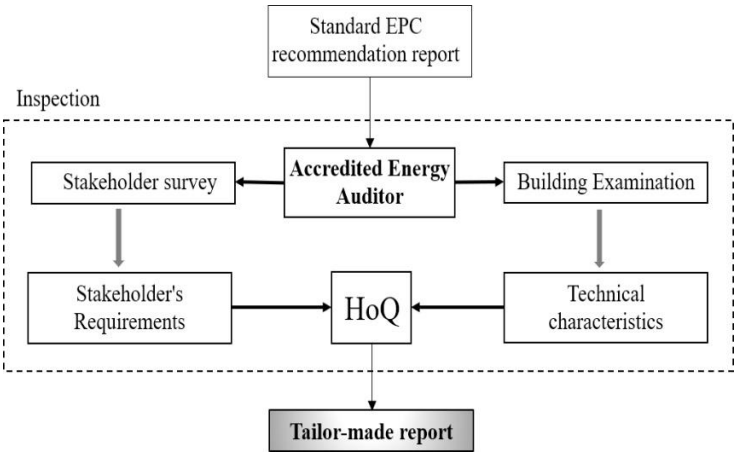 Standard EPC
recommendation report
Inspection
Stakeholder survey
Accredited Energy
Auditor
Building Examination
Stakeholder's
Requirements
HoQ
Technical
characteristics
Tailor-made report